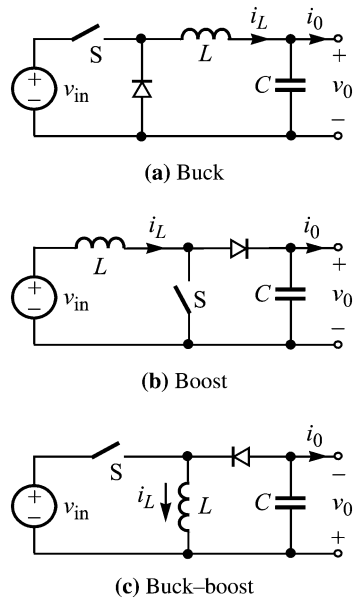 i_L i_0
S L +
+ − v_in C v_0
−
(a) Buck
i_L i_0
L +
+ − v_in S C v_0
−
(b) Boost
i_0
S −
+ − v_in i_L L C v_0
+
(c) Buck–boost